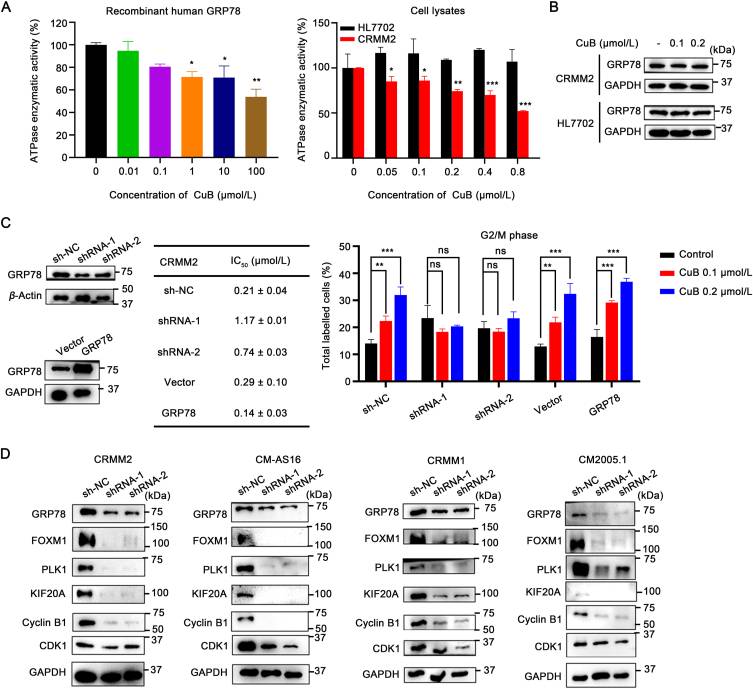 A
Recombinant human GRP78
ATPase enzymatic activity (%)
120
100
80
60
40
20
0
* * **
0 0.01 0.1 1 10 100
Concentration of CuB (μmol/L)
Cell lysates
HL7702
CRMM2
ATPase enzymatic activity (%)
150
125
100
75
50
25
0
* * ** *** ***
0 0.05 0.1 0.2 0.4 0.8
Concentration of CuB (μmol/L)
B
CuB (μmol/L) - 0.1 0.2 (kDa)
CRMM2
GRP78 75
GAPDH 37
HL7702
GRP78 75
GAPDH 37
C
sh-NC shRNA-1 shRNA-2
GRP78 75
β-Actin 50
37
Vector GRP78
GRP78 75
GAPDH 37
CRMM2 IC50 (μmol/L)
sh-NC 0.21 ± 0.04
shRNA-1 1.17 ± 0.01
shRNA-2 0.74 ± 0.03
Vector 0.29 ± 0.10
GRP78 0.14 ± 0.03
G2/M phase
Total labelled cells (%)
50
40
30
20
10
0
*** ns ns *** ***
** ns ns ** ***
sh-NC shRNA-1 shRNA-2 Vector GRP78
Control
CuB 0.1 μmol/L
CuB 0.2 μmol/L
D
CRMM2
sh-NC shRNA-1 shRNA-2 (kDa)
GRP78 75
FOXM1 150
100
PLK1 75
KIF20A 100
Cyclin B1 75
50
CDK1 37
GAPDH 37
CM-AS16
sh-NC shRNA-1 shRNA-2 (kDa)
GRP78 75
FOXM1 150
100
PLK1 75
KIF20A 100
Cyclin B1 75
50
CDK1 37
GAPDH 37
CRMM1
sh-NC shRNA-1 shRNA-2 (kDa)
GRP78 75
FOXM1 150
100
PLK1 75
KIF20A 100
Cyclin B1 75
50
CDK1 37
GAPDH 37
CM2005.1
sh-NC shRNA-1 shRNA-2 (kDa)
GRP78 75
FOXM1 150
100
PLK1 75
KIF20A 100
Cyclin B1 75
50
CDK1 37
GAPDH 37